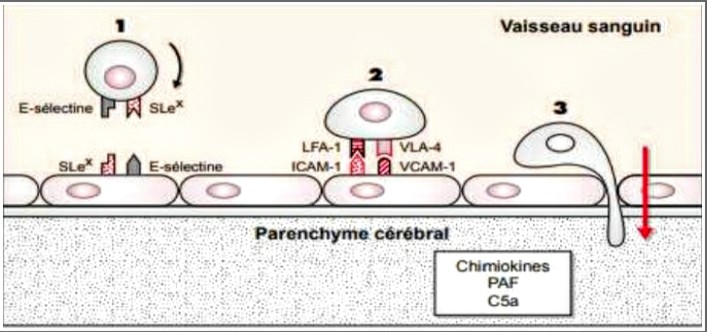 Vaisseau sanguin
1
E-sélectine SLeˣ
SLeˣ E-sélectine
2
LFA-1 VLA-4
ICAM-1 VCAM-1
3
Parenchyme cérébral
Chimiokines
PAF
C5a